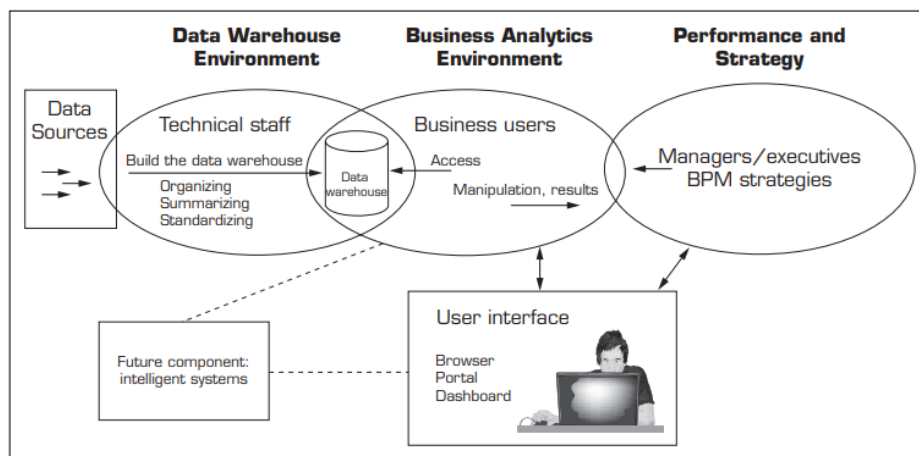 Data Warehouse
Environment
Business Analytics
Environment
Performance and
Strategy
Data
Sources
Technical staff
Build the data warehouse
Organizing
Summarizing
Standardizing
Data
warehouse
Business users
Access
Manipulation, results
Managers/executives
BPM strategies
Future component:
intelligent systems
User interface
Browser
Portal
Dashboard